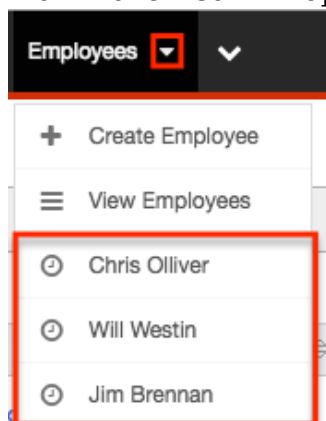 Employees
Create Employee
View Employees
Chris Olliver
Will Westin
Jim Brennan